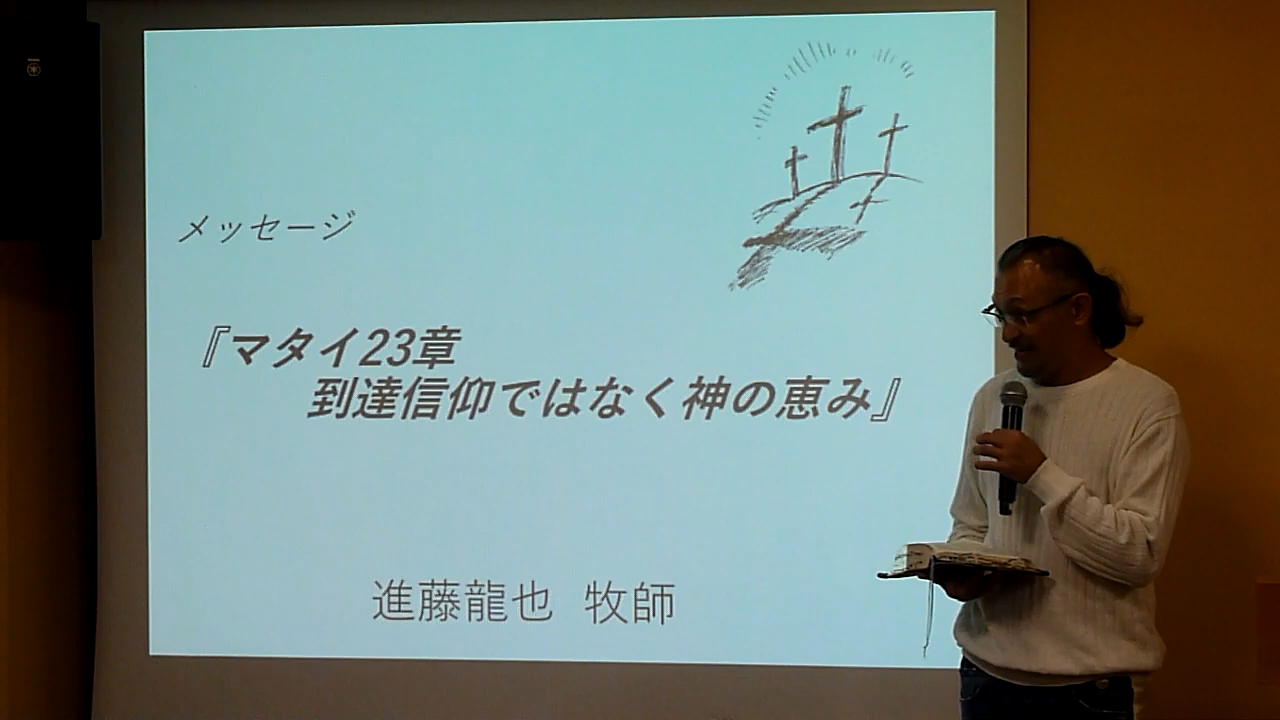 メッセージ
『マタイ23章
到達信仰ではなく神の恵み』
進藤龍也 牧師